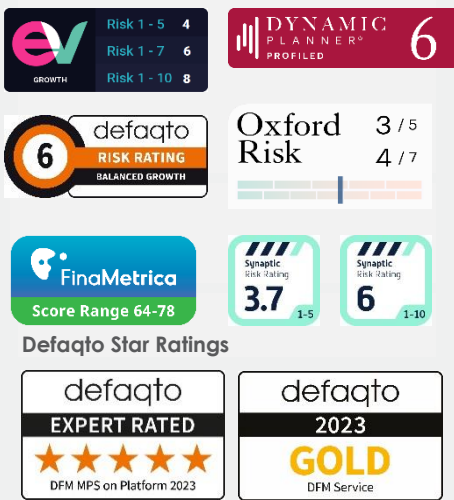 ev
GROWTH
Risk 1 - 5 4
Risk 1 - 7 6
Risk 1 - 10 8
DYNAMIC
PLANNER®
PROFILED
6
6
defaqto
RISK RATING
BALANCED GROWTH
Oxford
Risk
3 / 5
4 / 7
FinaMetrica
Score Range 64-78
Synaptic
Risk Rating
3.7
1-5
Synaptic
Risk Rating
6
1-10
Defaqto Star Ratings
defaqto
EXPERT RATED
DFM MPS on Platform 2023
defaqto
2023
GOLD
DFM Service